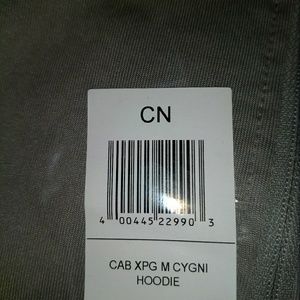 CN
4 00445 22990 3
CAB XPG M CYGNI
HOODIE